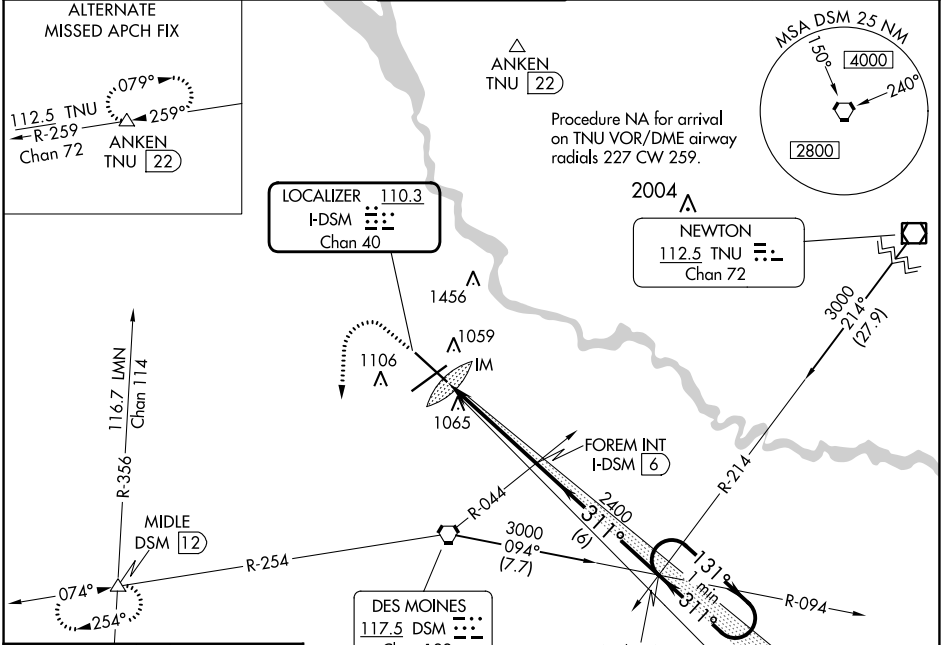 ALTERNATE
MISSED APCH FIX
079°
259°
112.5 TNU
R-259
Chan 72
ANKEN
TNU 22
ANKEN
TNU 22
MSA DSM 25 NM
150°
4000
240°
2800
Procedure NA for arrival
on TNU VOR/DME airway
radials 227 CW 259.
2004
LOCALIZER 110.3
I-DSM
Chan 40
NEWTON
112.5 TNU
Chan 72
3000
214°
(27.9)
1456
1059
1106
IM
1065
116.7 LMN
Chan 114
R-356
FOREM INT
I-DSM 6
R-214
R-044
2400
311°
(6)
MIDLE
DSM 12
R-254
3000
094°
(7.7)
131°
1 min
311°
R-094
074°
254°
DES MOINES
117.5 DSM